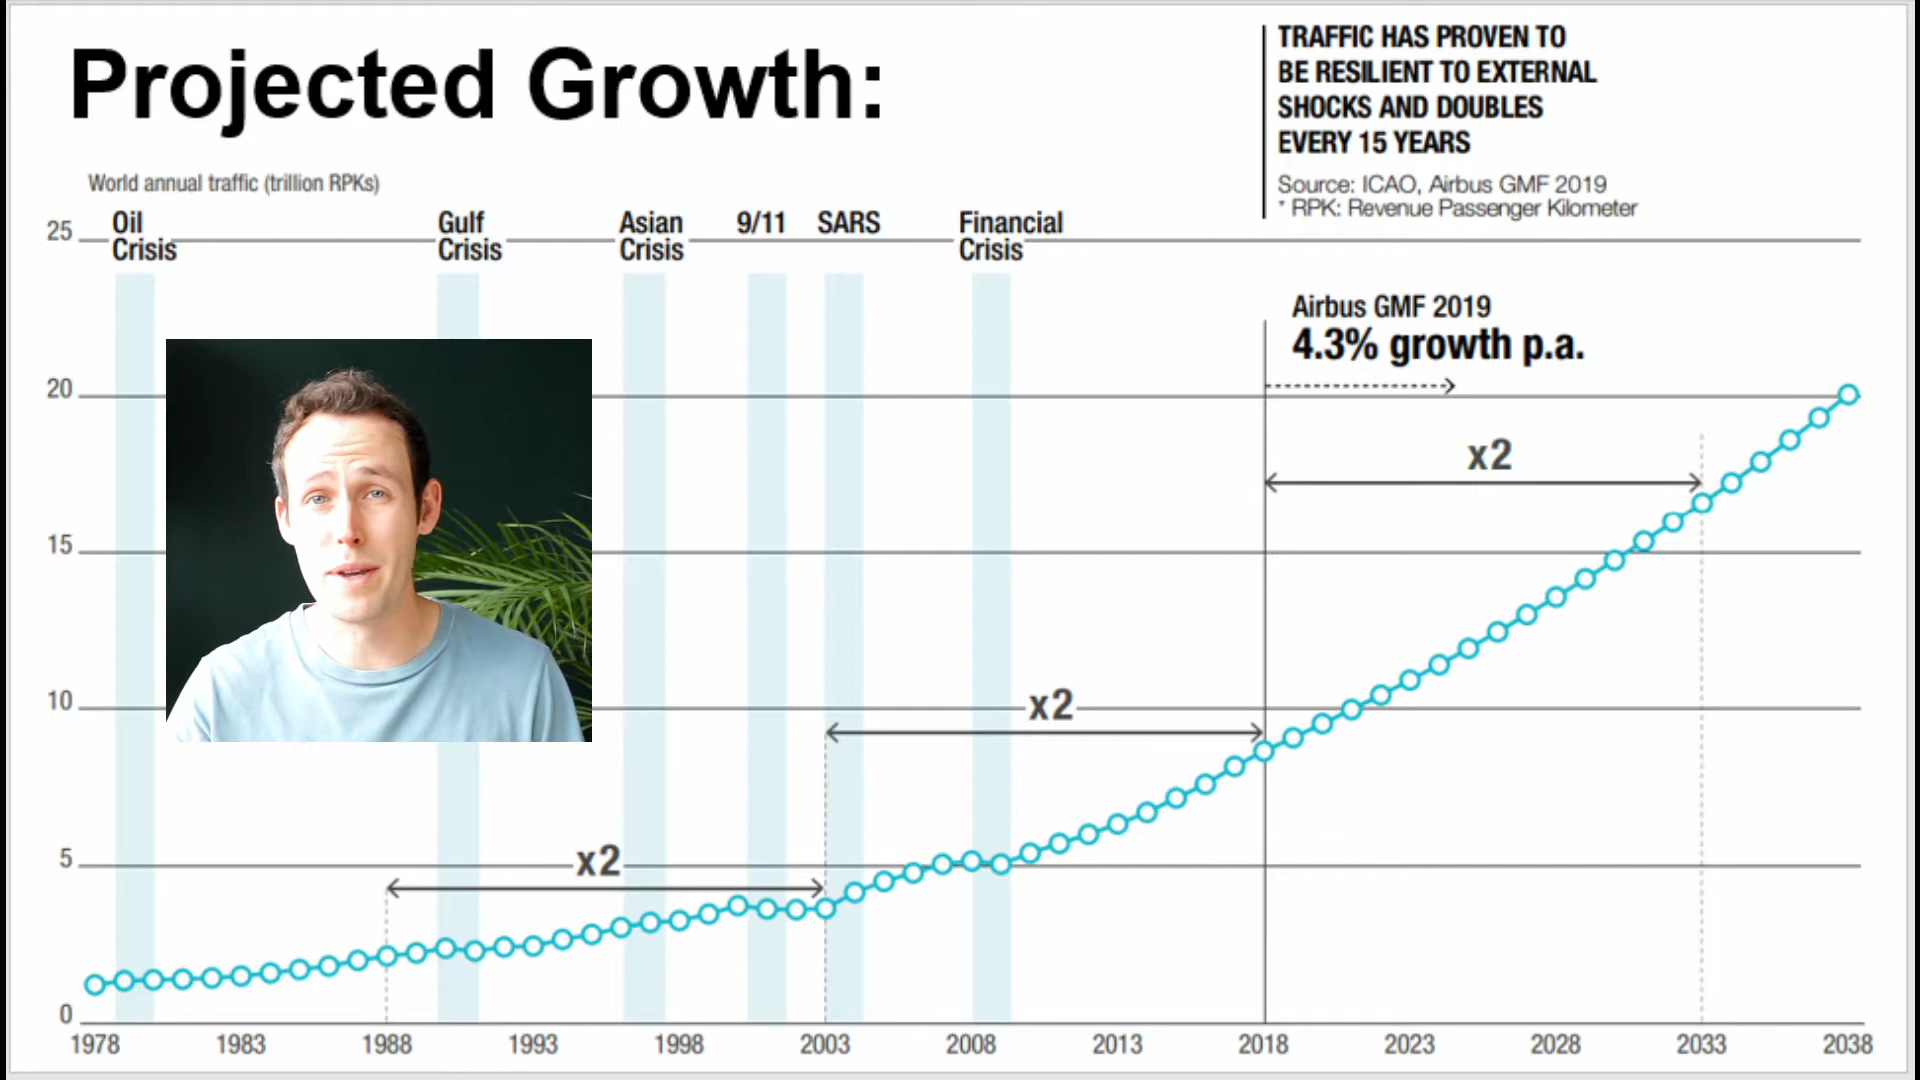 Projected Growth:
TRAFFIC HAS PROVEN TO
BE RESILIENT TO EXTERNAL
SHOCKS AND DOUBLES
EVERY 15 YEARS
Source: ICAO, Airbus GMF 2019
* RPK: Revenue Passenger Kilometer
World annual traffic (trillion RPKs)
Oil
Crisis
Gulf
Crisis
Asian
Crisis
9/11
SARS
Financial
Crisis
25
Airbus GMF 2019
4.3% growth p.a.
20
x2
15
10
x2
5
x2
0
1978 1983 1988 1993 1998 2003 2008 2013 2018 2023 2028 2033 2038